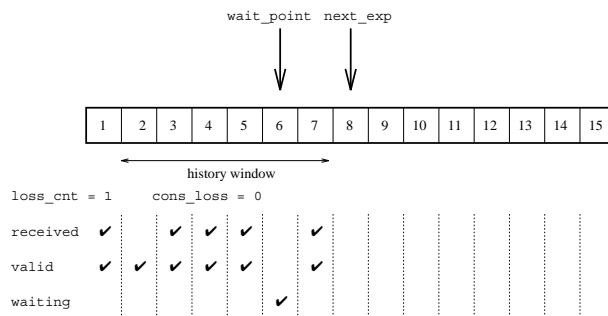 wait_point next_exp
1 2 3 4 5 6 7 8 9 10 11 12 13 14 15
history window
loss_cnt = 1 cons_loss = 0
received ✔ ✔ ✔ ✔ ✔
valid ✔ ✔ ✔ ✔ ✔ ✔
waiting ✔